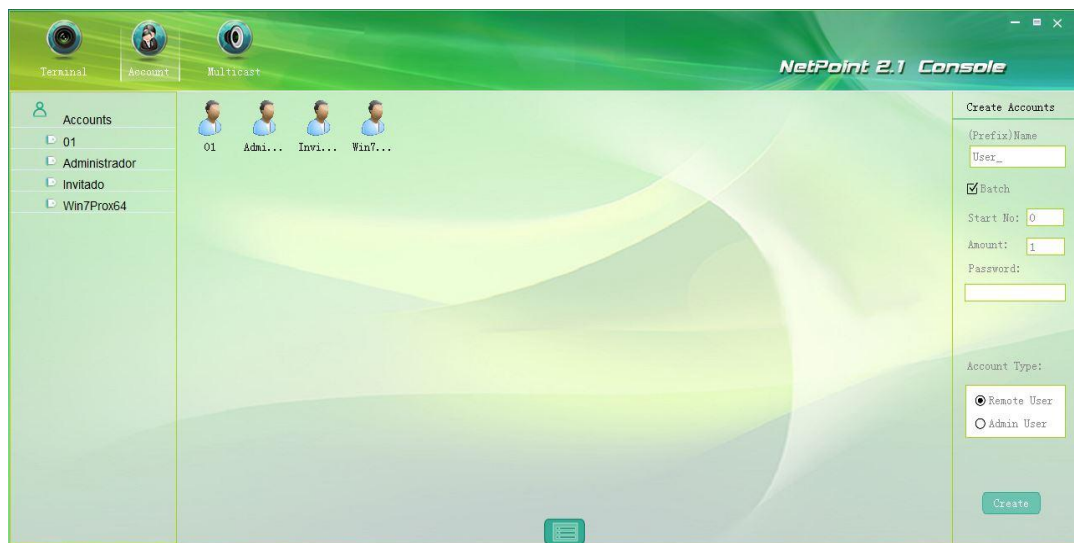 Terminal
Account
Multicast
NetPoint 2.1 Console
Accounts
01
Administrador
Invitado
Win7Prox64
01 Admi... Invi... Win7...
Create Accounts
(Prefix)Name
User_
Batch
Start No: 0
Amount: 1
Password:
Account Type:
Remote User
Admin User
Create